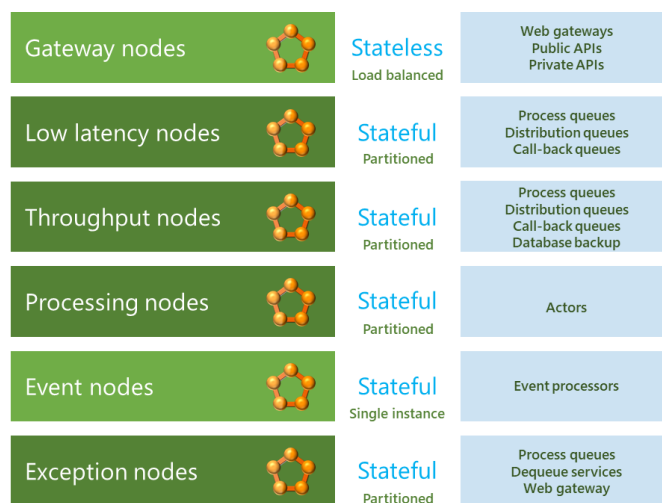 Gateway nodes
Stateless
Load balanced
Web gateways
Public APIs
Private APIs
Low latency nodes
Stateful
Partitioned
Process queues
Distribution queues
Call-back queues
Throughput nodes
Stateful
Partitioned
Process queues
Distribution queues
Call-back queues
Database backup
Processing nodes
Stateful
Partitioned
Actors
Event nodes
Stateful
Single instance
Event processors
Exception nodes
Stateful
Partitioned
Process queues
Dequeue services
Web gateway